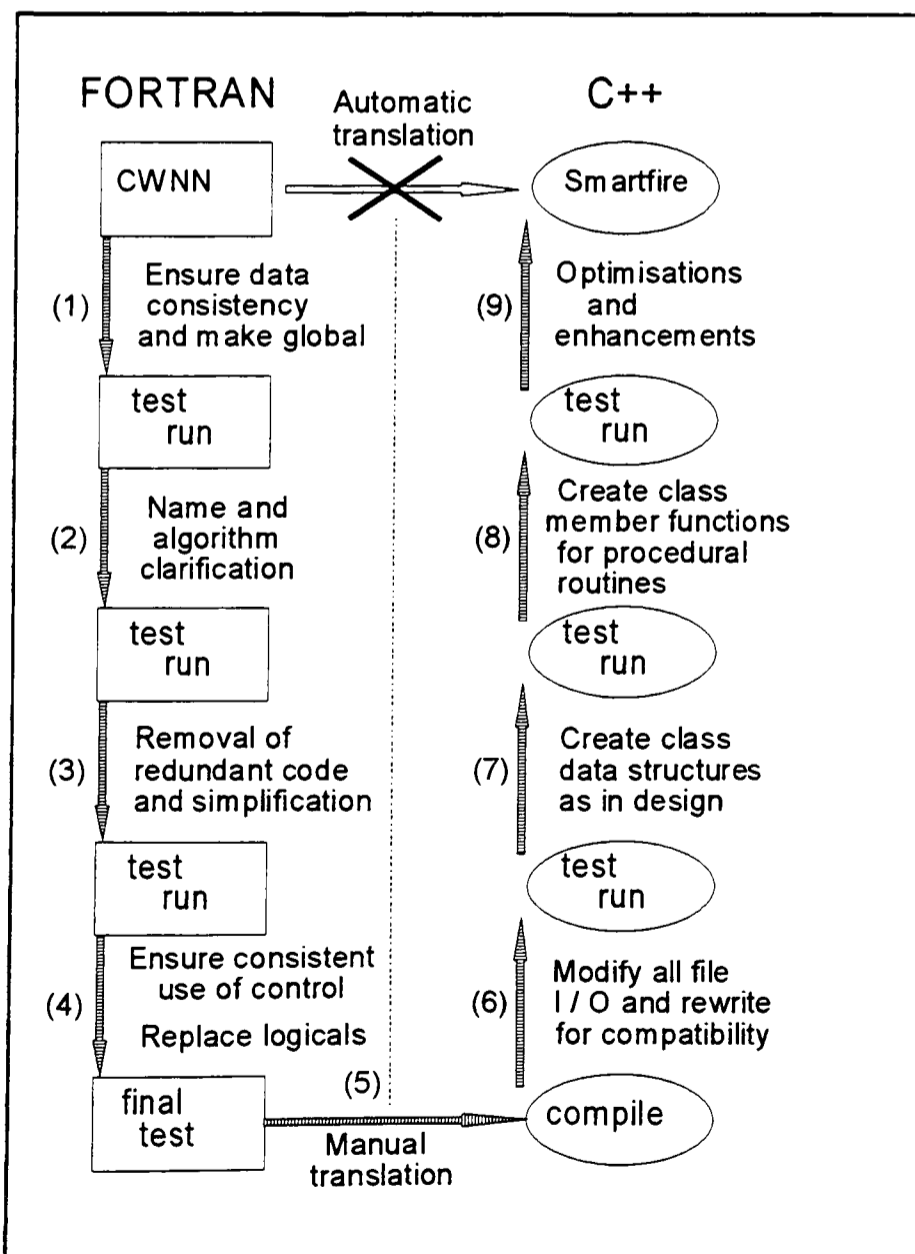 FORTRAN
Automatic
translation
C++
CWNN
Smartfire
(1)
Ensure data
consistency
and make global
test
run
(2)
Name and
algorithm
clarification
test
run
(3)
Removal of
redundant code
and simplification
test
run
(4)
Ensure consistent
use of control
Replace logicals
final
test
(5)
Manual
translation
compile
(6)
Modify all file
I / O and rewrite
for compatibility
test
run
(7)
Create class
data structures
as in design
test
run
(8)
Create class
member functions
for procedural
routines
test
run
(9)
Optimisations
and
enhancements